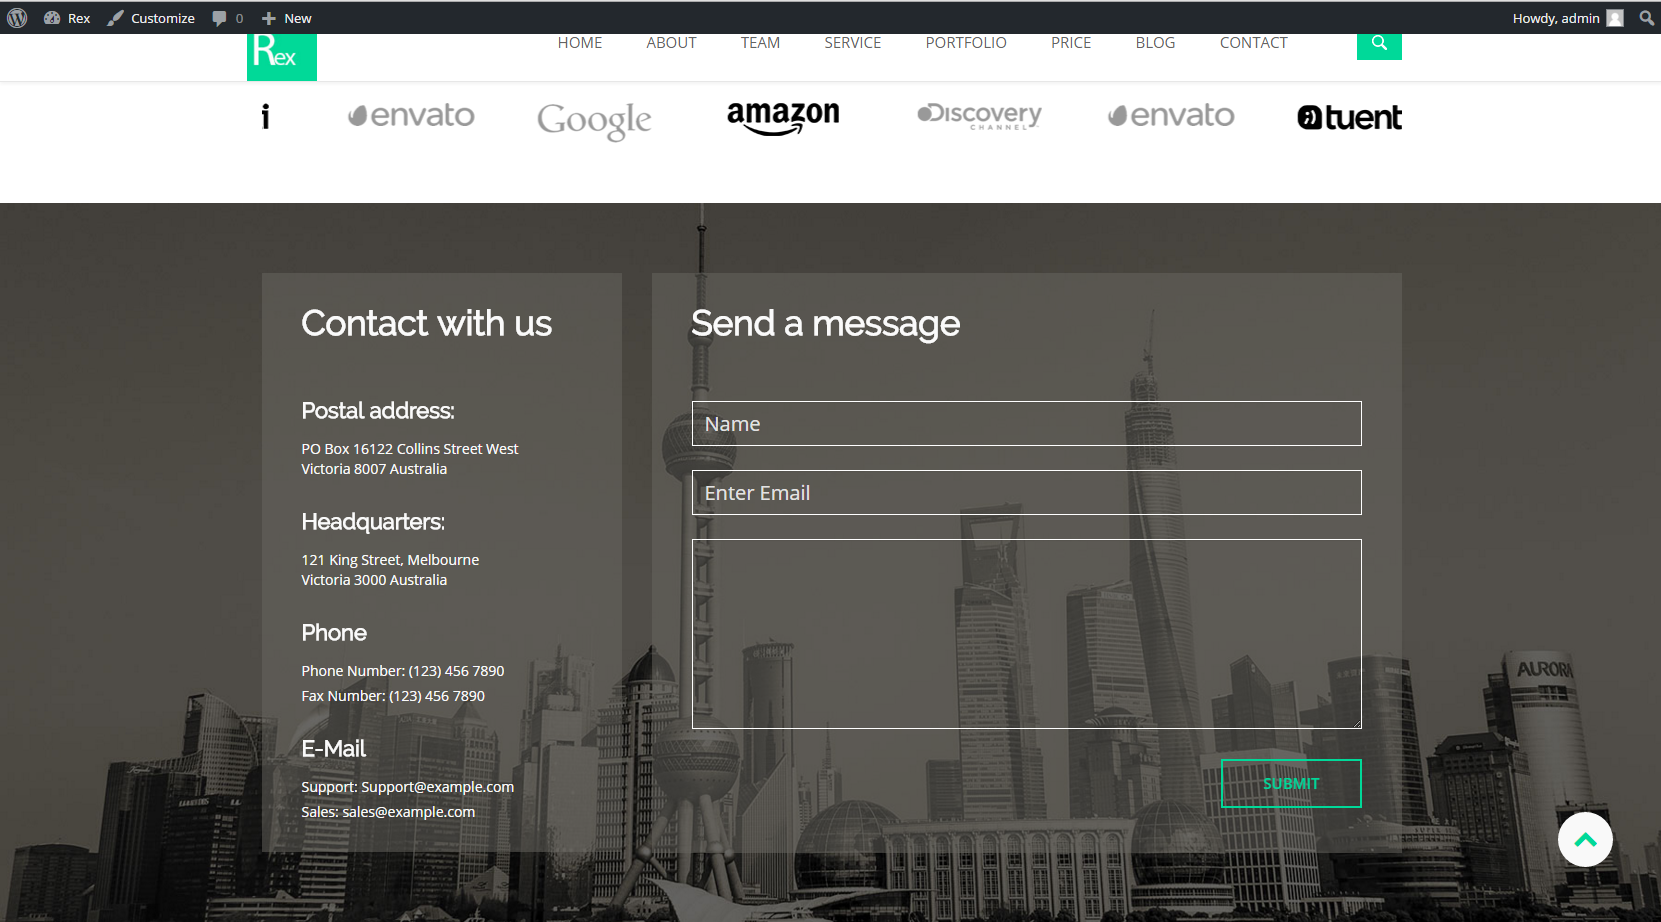 Rex
Customize
0
New
Howdy, admin
Rex
HOME
ABOUT
TEAM
SERVICE
PORTFOLIO
PRICE
BLOG
CONTACT
i
envato
Google
amazon
Discovery
CHANNEL
envato
tuent
Contact with us
Postal address:
PO Box 16122 Collins Street West
Victoria 8007 Australia
Headquarters:
121 King Street, Melbourne
Victoria 3000 Australia
Phone
Phone Number: (123) 456 7890
Fax Number: (123) 456 7890
E-Mail
Support: Support@example.com
Sales: sales@example.com
Send a message
Name
Enter Email
SUBMIT
AURORA